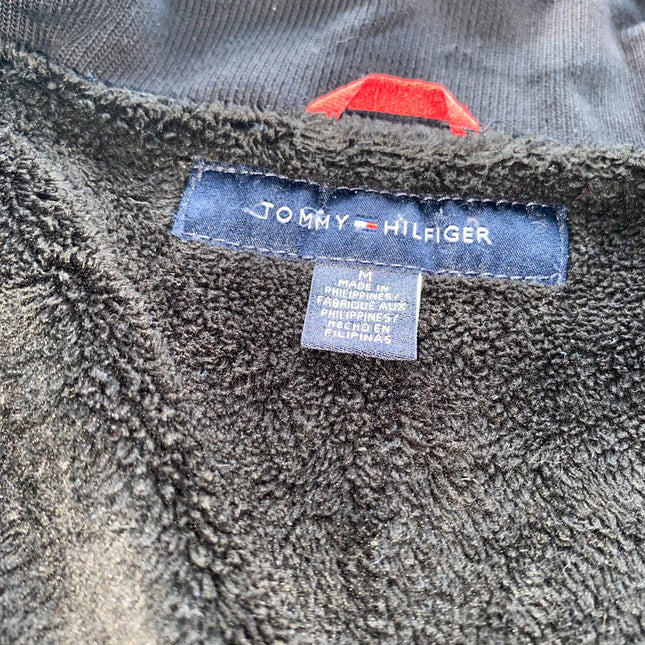 TOMMY HILFIGER
M
MADE IN
PHILIPPINES/
FABRIQUE AUX
PHILIPPINES/
HECHO EN
FILIPINAS